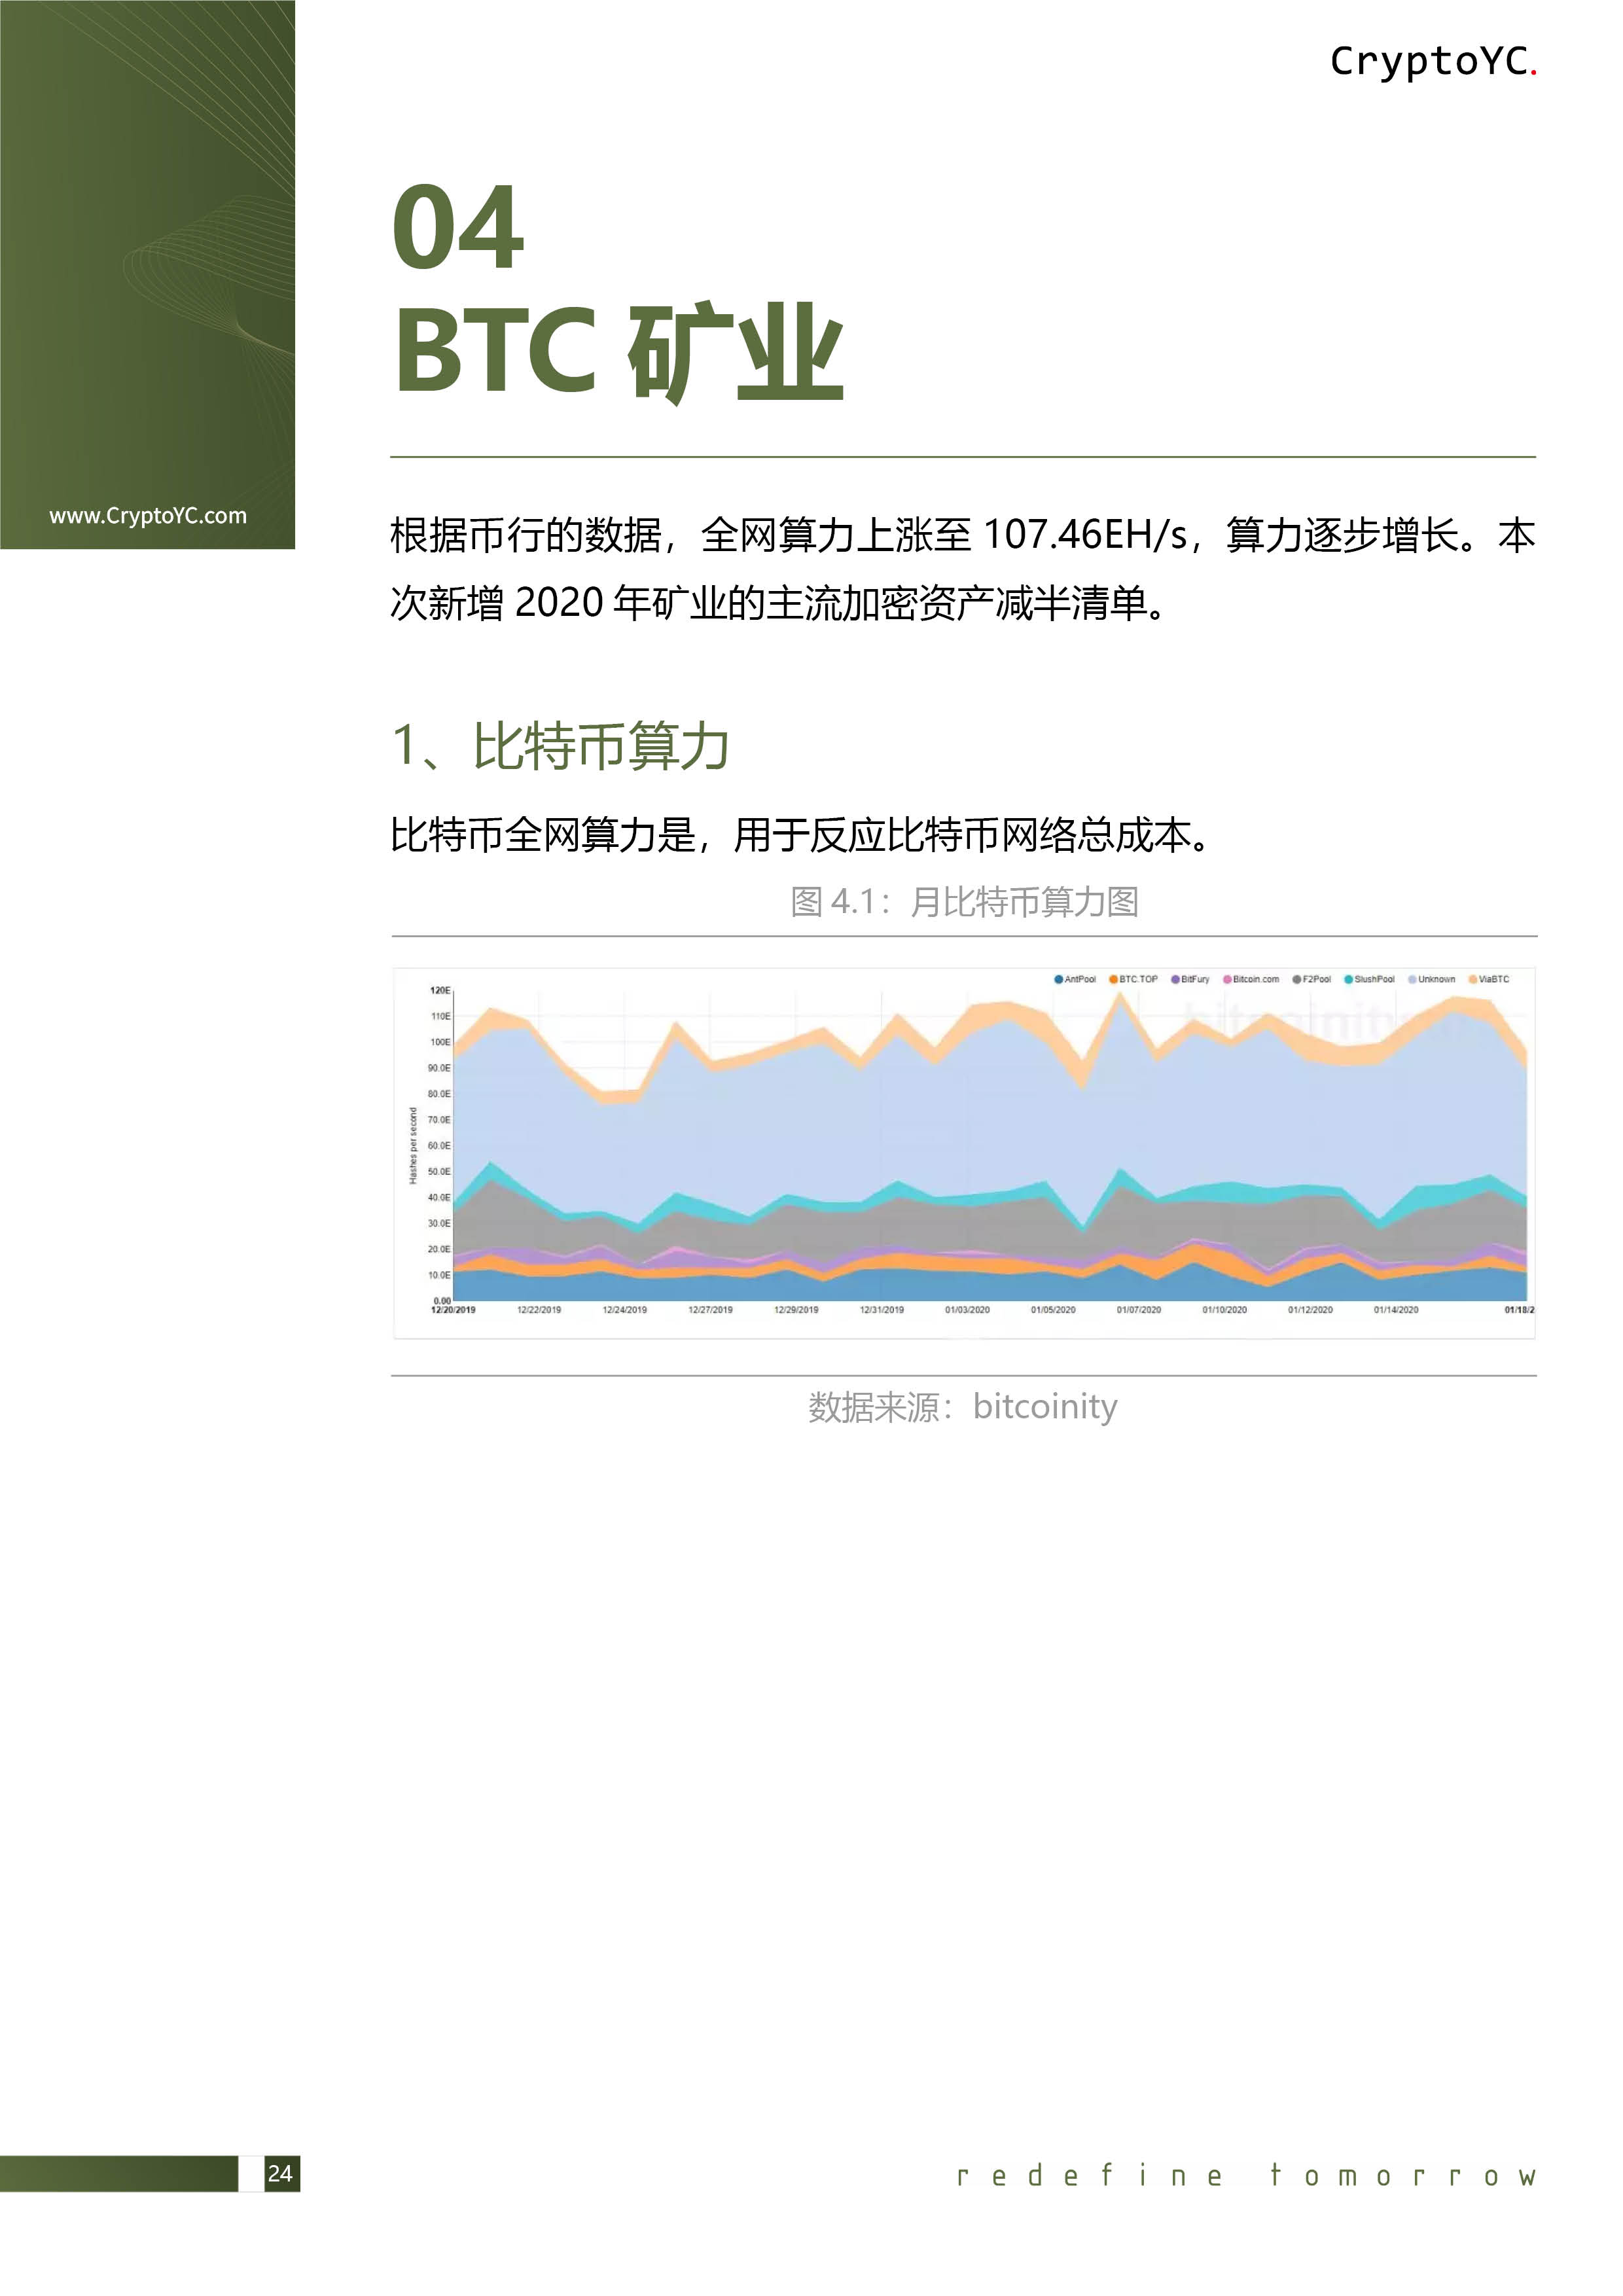 CryptoYC.
04
BTC 矿业
www.CryptoYC.com
根据币行的数据，全网算力上涨至 107.46EH/s，算力逐步增长。本
次新增 2020 年矿业的主流加密资产减半清单。
1、比特币算力
比特币全网算力是，用于反应比特币网络总成本。
图 4.1：月比特币算力图
AntPool BTC.TOP BitFury Bitcoin.com F2Pool SlushPool Unknown ViaBTC
120E
110E
100E
90.0E
80.0E
70.0E
60.0E
50.0E
40.0E
30.0E
20.0E
10.0E
0.00
Hashes per second
12/20/2019 12/22/2019 12/24/2019 12/27/2019 12/29/2019 12/31/2019 01/03/2020 01/05/2020 01/07/2020 01/10/2020 01/12/2020 01/14/2020 01/18/2
数据来源：bitcoinity
24
redefine tomorrow